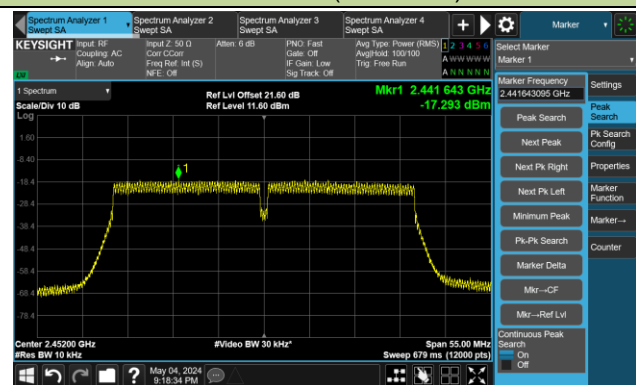 Spectrum Analyzer 1
Swept SA
Spectrum Analyzer 2
Swept SA
Spectrum Analyzer 3
Swept SA
Spectrum Analyzer 4
Swept SA
+
Marker
KEYSIGHT
Input: RF
Coupling: AC
Align: Auto
Input Z: 50 Ω
Corr CCorr
Freq Ref: Int (S)
NFE: Off
Atten: 6 dB
PNO: Fast
Gate: Off
IF Gain: Low
Sig Track: Off
Avg Type: Power (RMS)
Avg|Hold: 100/100
Trig: Free Run
1 2 3 4 5 6
A W W W W W
A N N N N N
LXI
Select Marker
Marker 1
1 Spectrum
Scale/Div 10 dB
Log
Ref Lvl Offset 21.60 dB
Ref Level 11.60 dBm
Mkr1 2.441 643 GHz
-17.293 dBm
1.60
-8.40
-18.4
-28.4
-38.4
-48.4
-58.4
-68.4
-78.4
1
Center 2.45200 GHz
#Res BW 10 kHz
#Video BW 30 kHz*
Span 55.00 MHz
Sweep 679 ms (12000 pts)
Marker Frequency
2.441643095 GHz
Peak Search
Next Peak
Next Pk Right
Next Pk Left
Minimum Peak
Pk-Pk Search
Marker Delta
Mkr→CF
Mkr→Ref Lvl
Continuous Peak
Search
On
Off
Settings
Peak
Search
Pk Search
Config
Properties
Marker
Function
Marker→
Counter
?
May 04, 2024
9:18:34 PM